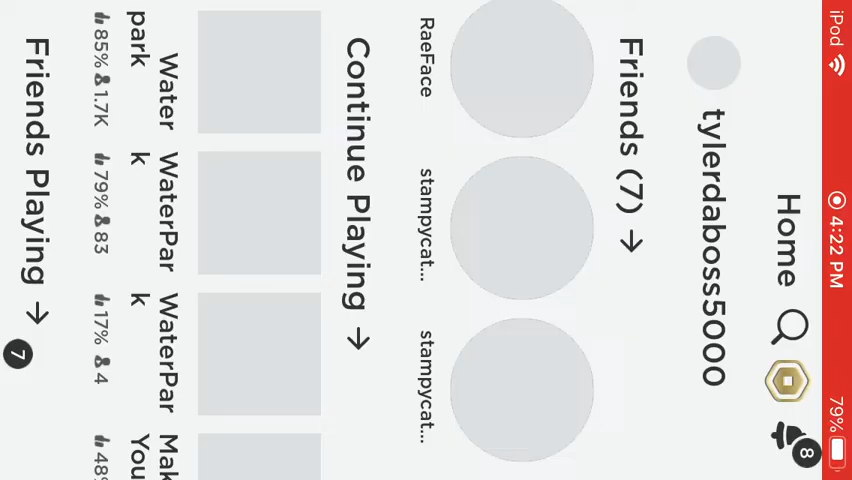 iPod 4:22 PM 79%
Home 8
tylerdaboss5000
Friends (7) →
RaeFace stampycat... stampycat...
Continue Playing →
Water WaterPar WaterPar Mak
park k k You
85% 1.7K 79% 83 17% 4 48%
Friends Playing →
7